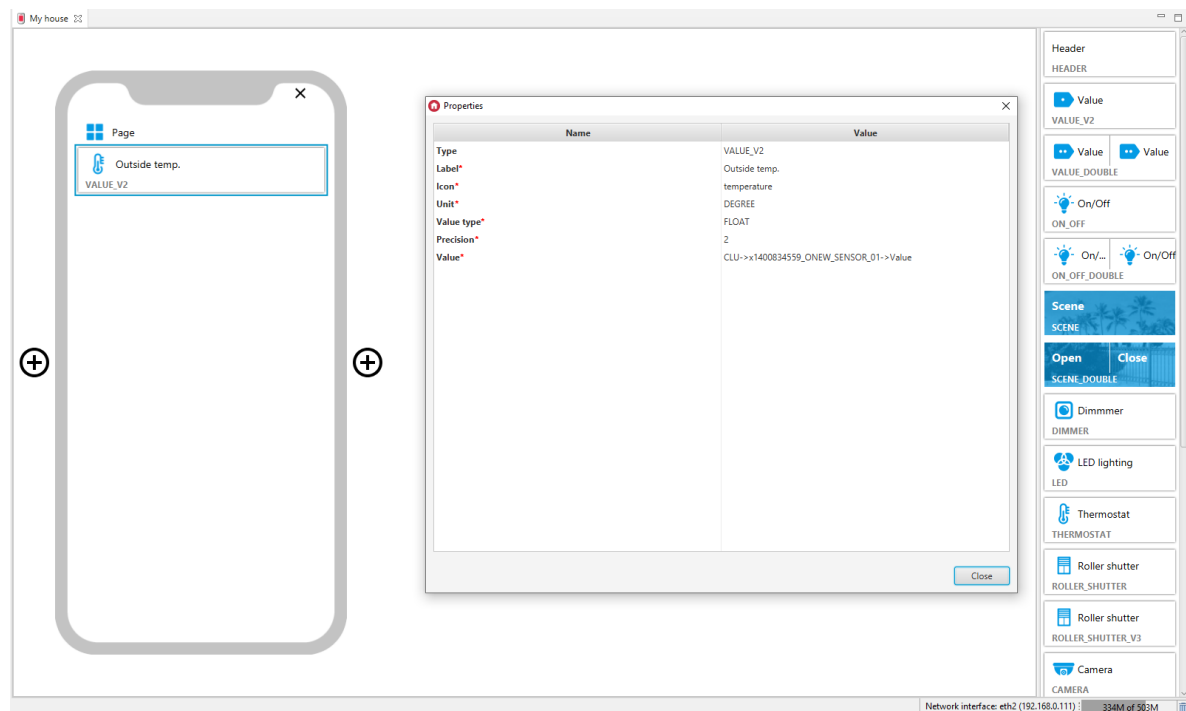 My house
Page
Outside temp.
VALUE_V2
Properties
Name Value
Type VALUE_V2
Label* Outside temp.
Icon* temperature
Unit* DEGREE
Value type* FLOAT
Precision* 2
Value* CLU->x1400834559_ONEW_SENSOR_01->Value
Close
Header
HEADER
Value
VALUE_V2
Value Value
VALUE_DOUBLE
On/Off
ON_OFF
On/... On/Off
ON_OFF_DOUBLE
Scene
SCENE
Open Close
SCENE_DOUBLE
Dimmmer
DIMMER
LED lighting
LED
Thermostat
THERMOSTAT
Roller shutter
ROLLER_SHUTTER
Roller shutter
ROLLER_SHUTTER_V3
Camera
CAMERA
Network interface: eth2 (192.168.0.111) 334M of 503M